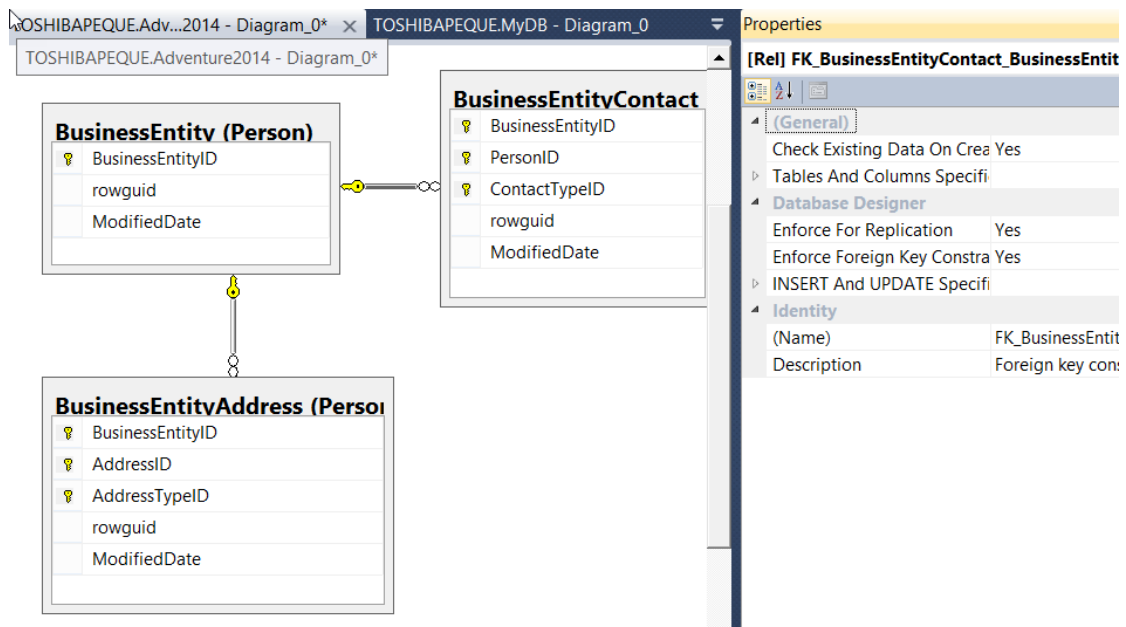 TOSHIBAPEQUE.Adv...2014 - Diagram_0*
TOSHIBAPEQUE.MyDB - Diagram_0
TOSHIBAPEQUE.Adventure2014 - Diagram_0*
BusinessEntity (Person)
BusinessEntityID
rowguid
ModifiedDate
BusinessEntityContact
BusinessEntityID
PersonID
ContactTypeID
rowguid
ModifiedDate
BusinessEntityAddress (Person
BusinessEntityID
AddressID
AddressTypeID
rowguid
ModifiedDate
Properties
[Rel] FK_BusinessEntityContact_BusinessEntit
(General)
Check Existing Data On Crea Yes
Tables And Columns Specifi
Database Designer
Enforce For Replication Yes
Enforce Foreign Key Constra Yes
INSERT And UPDATE Specifi
Identity
(Name) FK_BusinessEntit
Description Foreign key cons